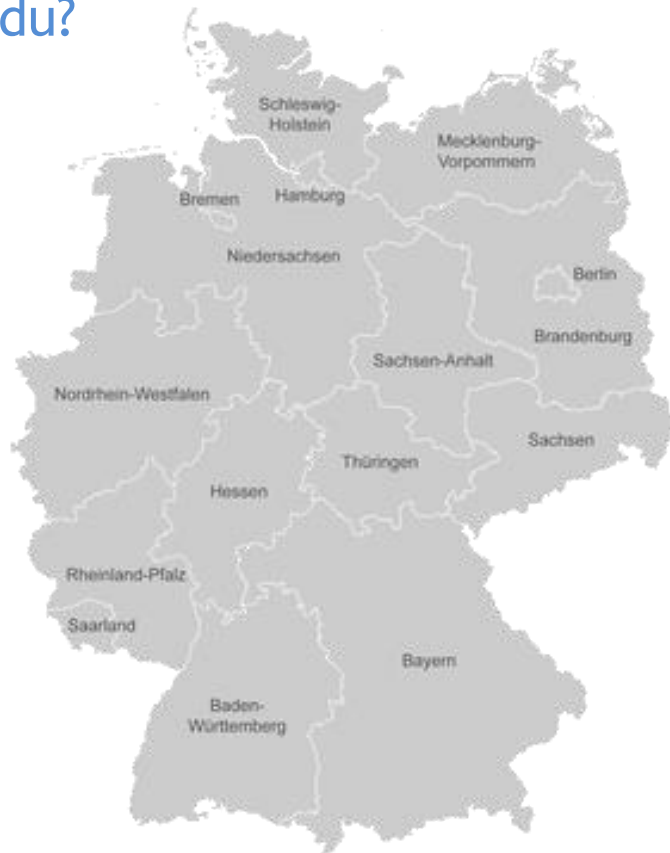 du?
Schleswig-
Holstein
Mecklenburg-
Vorpommern
Bremen
Hamburg
Niedersachsen
Berlin
Brandenburg
Sachsen-Anhalt
Nordrhein-Westfalen
Sachsen
Thüringen
Hessen
Rheinland-Pfalz
Saarland
Bayern
Baden-
Württemberg